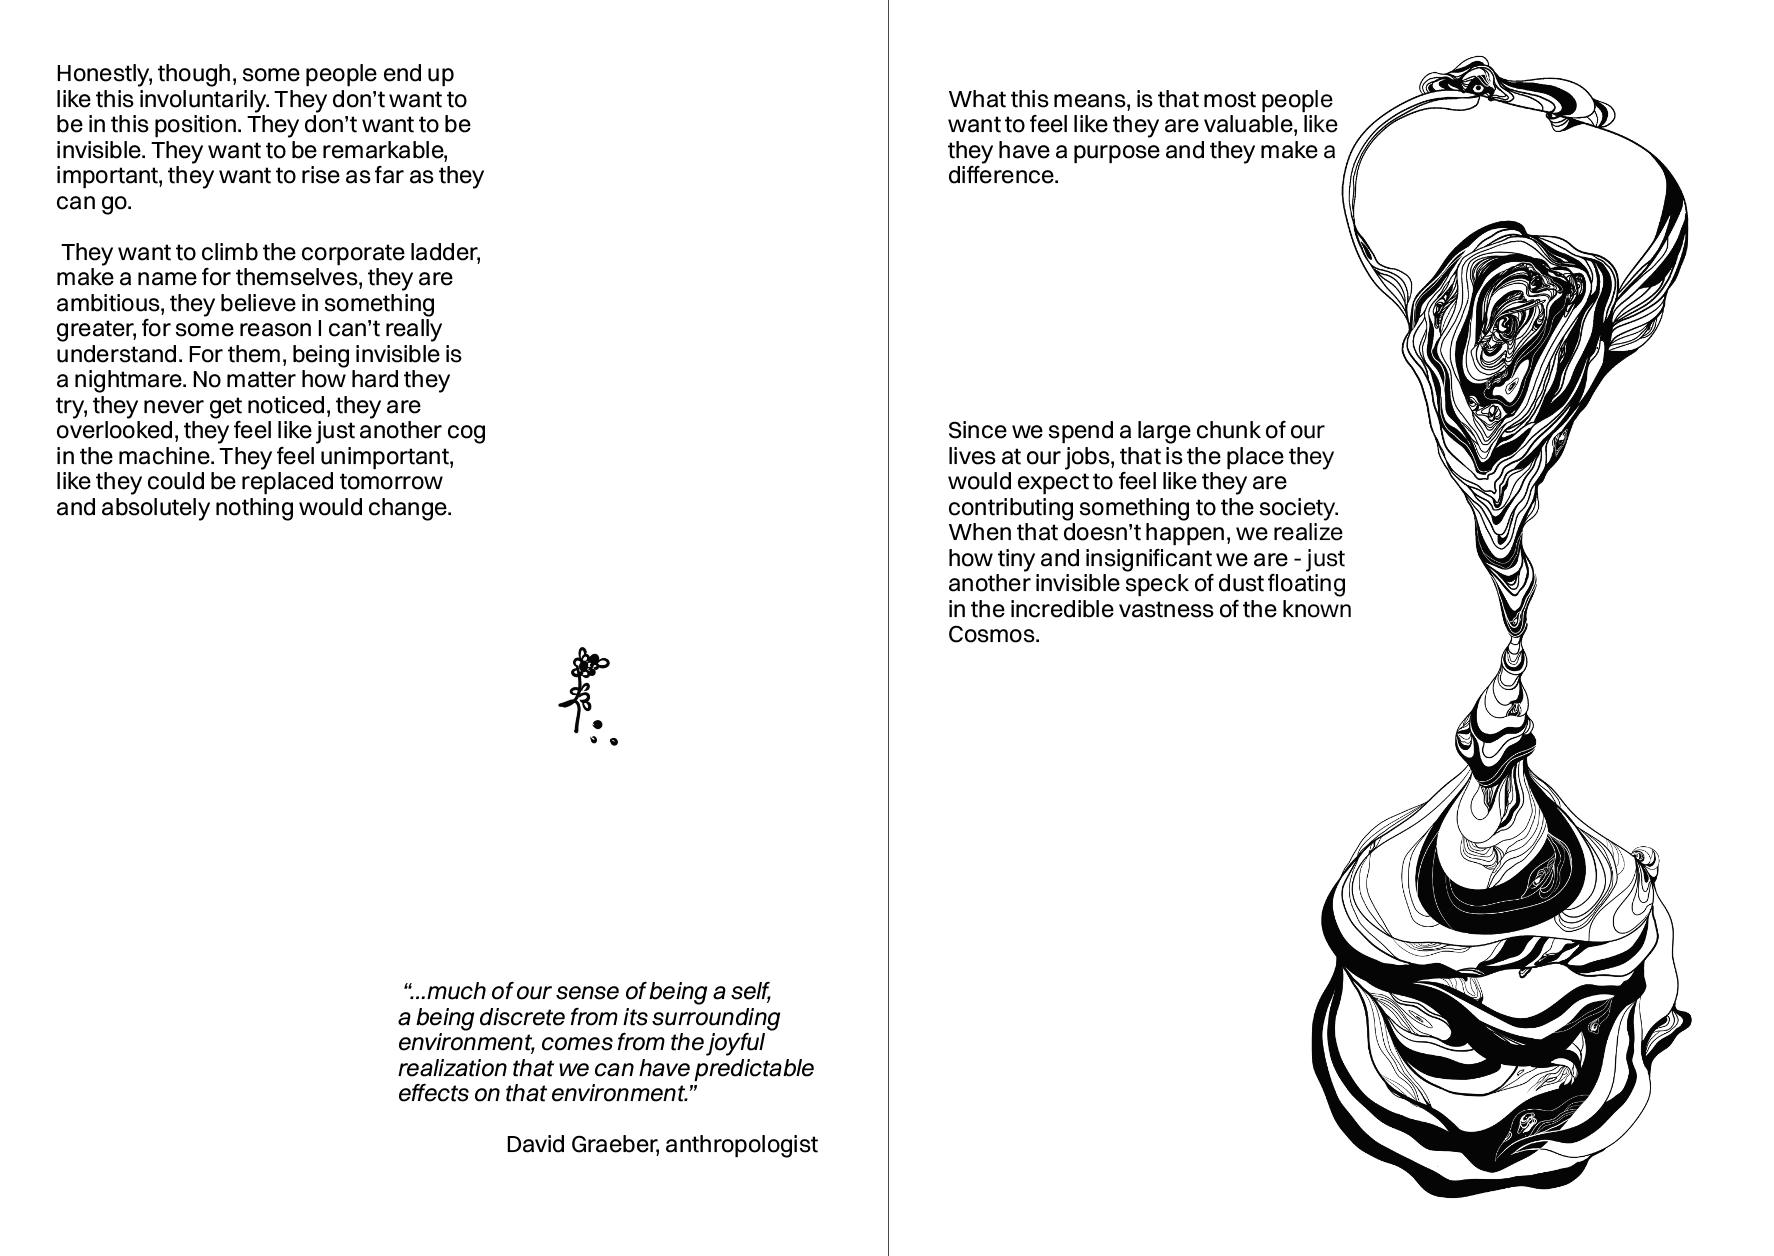 Honestly, though, some people end up
like this involuntarily. They don’t want to
be in this position. They don’t want to be
invisible. They want to be remarkable,
important, they want to rise as far as they
can go.
They want to climb the corporate ladder,
make a name for themselves, they are
ambitious, they believe in something
greater, for some reason I can’t really
understand. For them, being invisible is
a nightmare. No matter how hard they
try, they never get noticed, they are
overlooked, they feel like just another cog
in the machine. They feel unimportant,
like they could be replaced tomorrow
and absolutely nothing would change.
“...much of our sense of being a self,
a being discrete from its surrounding
environment, comes from the joyful
realization that we can have predictable
effects on that environment.”
David Graeber, anthropologist
What this means, is that most people
want to feel like they are valuable, like
they have a purpose and they make a
difference.
Since we spend a large chunk of our
lives at our jobs, that is the place they
would expect to feel like they are
contributing something to the society.
When that doesn’t happen, we realize
how tiny and insignificant we are - just
another invisible speck of dust floating
in the incredible vastness of the known
Cosmos.